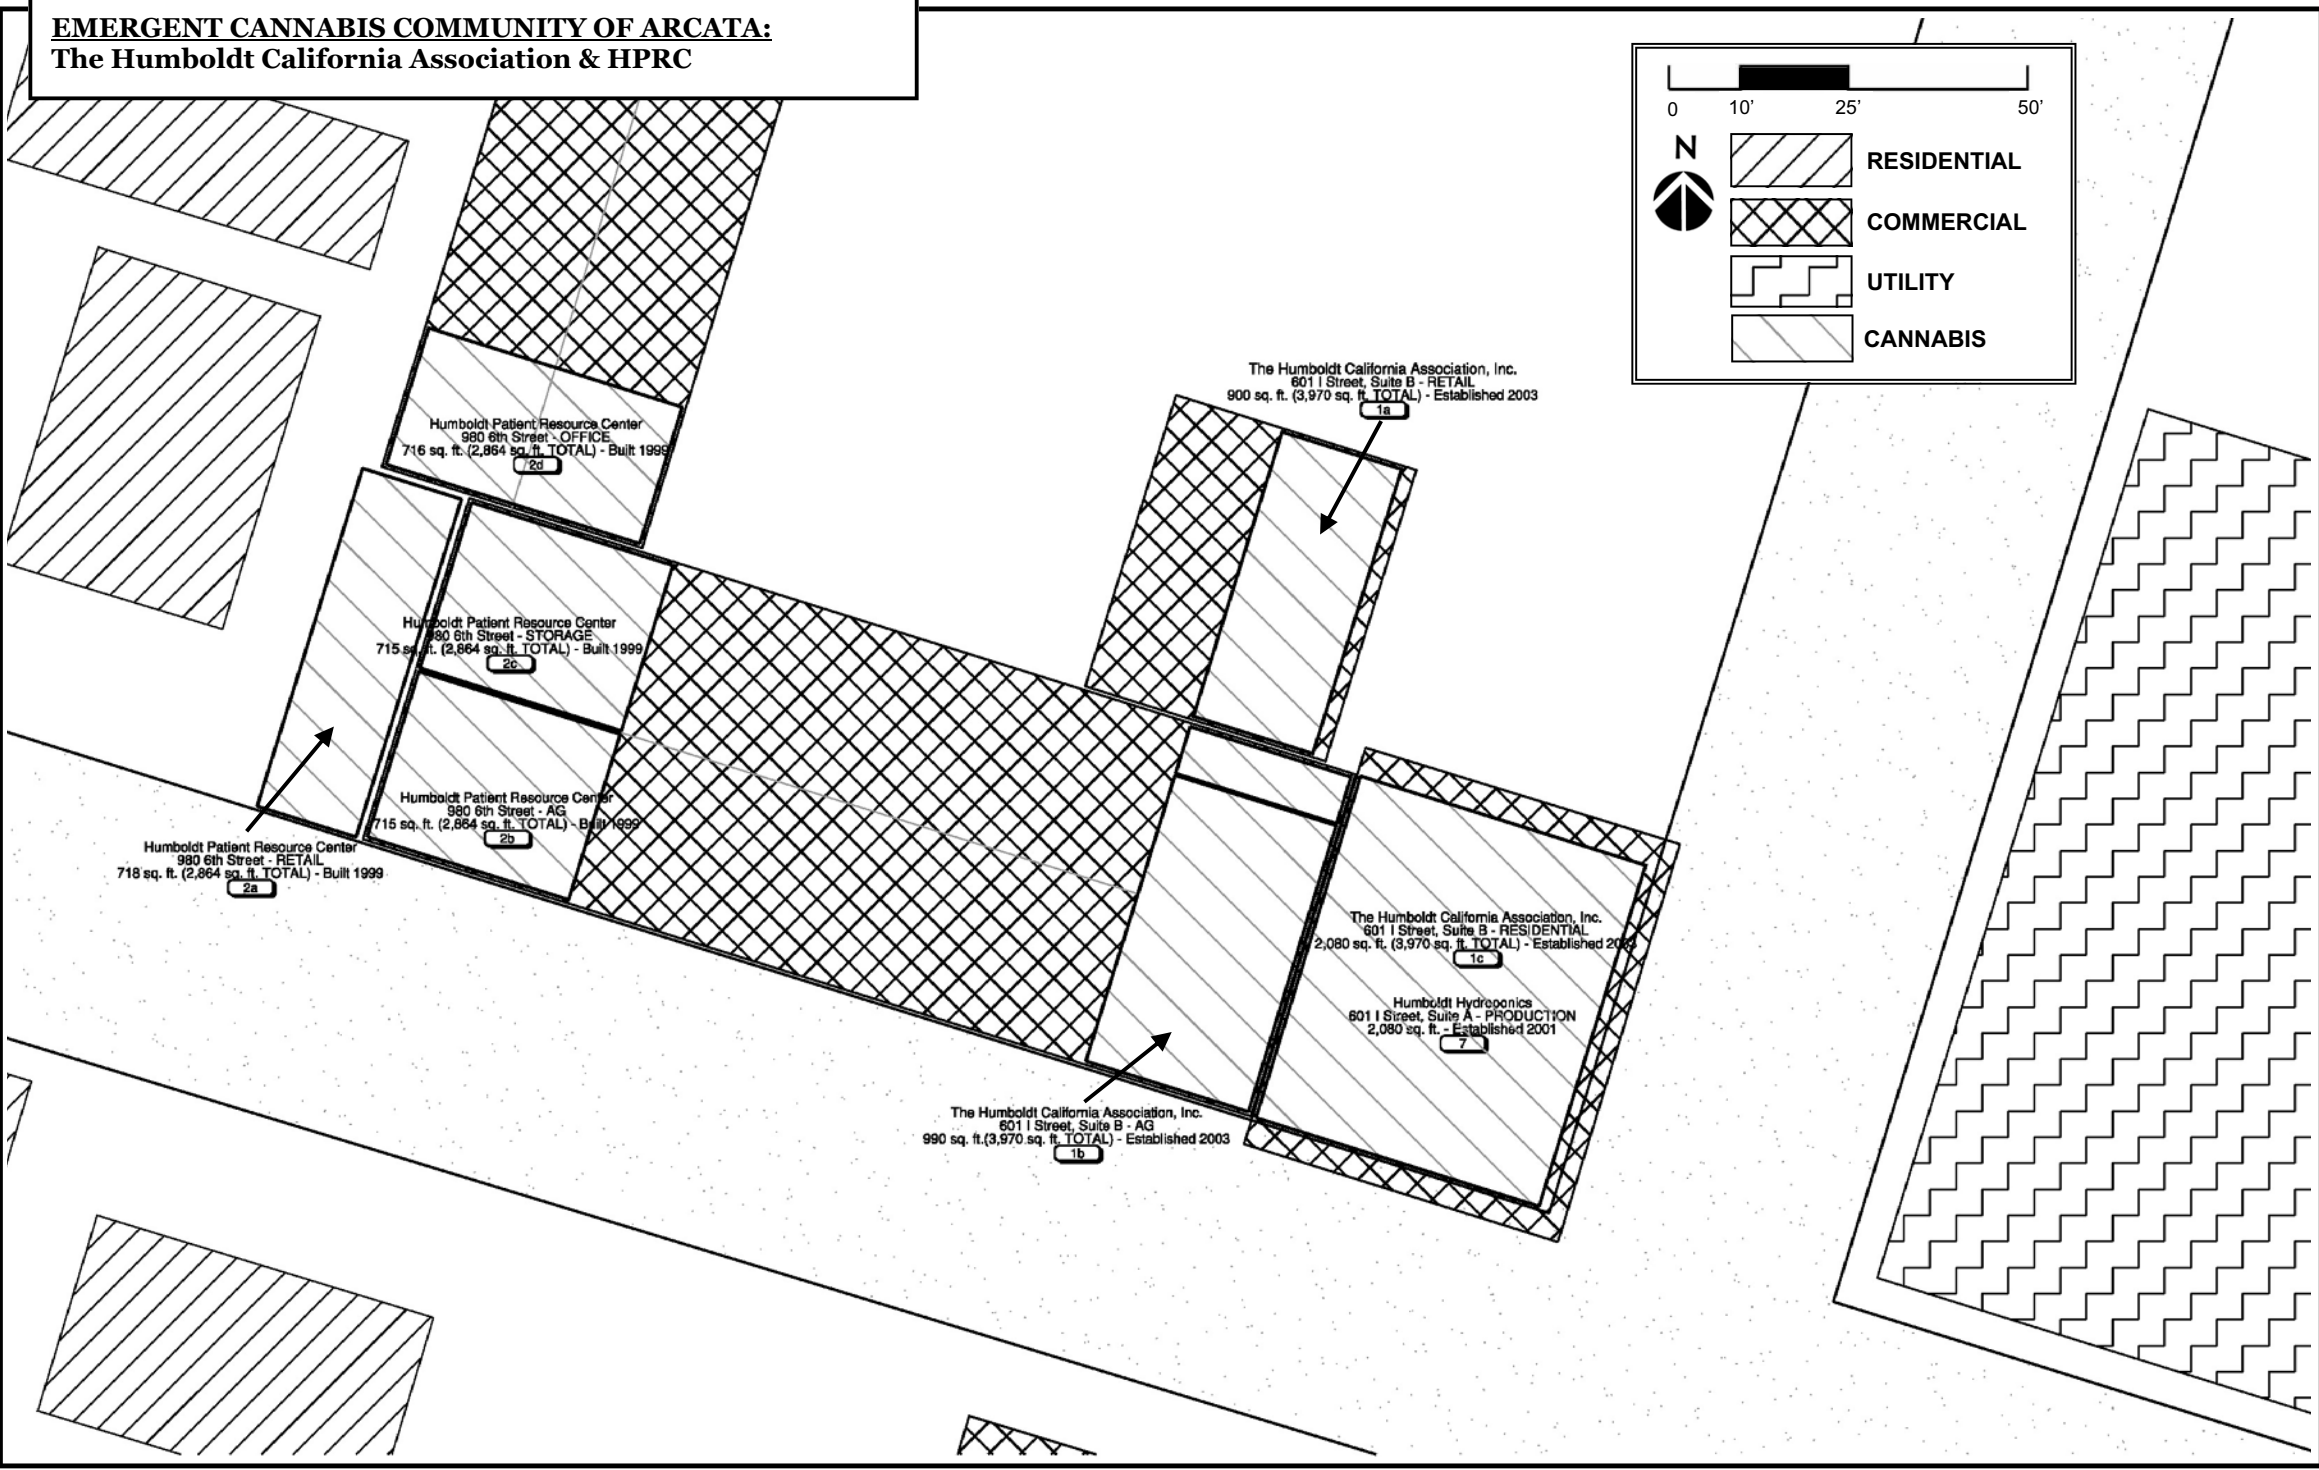 EMERGENT CANNABIS COMMUNITY OF ARCATA:
The Humboldt California Association & HPRC
0 10' 25' 50'
N
RESIDENTIAL
COMMERCIAL
UTILITY
CANNABIS
The Humboldt California Association, Inc.
601 I Street, Suite B - RETAIL
900 sq. ft. (3,970 sq. ft. TOTAL) - Established 2003
1a
Humboldt Patient Resource Center
980 6th Street - OFFICE
716 sq. ft. (2,864 sq. ft. TOTAL) - Built 1999
2d
Humboldt Patient Resource Center
980 6th Street - STORAGE
715 sq. ft. (2,864 sq. ft. TOTAL) - Built 1999
2c
Humboldt Patient Resource Center
980 6th Street - AG
715 sq. ft. (2,864 sq. ft. TOTAL) - Built 1999
2b
Humboldt Patient Resource Center
980 6th Street - RETAIL
718 sq. ft. (2,864 sq. ft. TOTAL) - Built 1999
2a
The Humboldt California Association, Inc.
601 I Street, Suite B - RESIDENTIAL
2,080 sq. ft. (3,970 sq. ft. TOTAL) - Established 2003
1c
Humboldt Hydroponics
601 I Street, Suite A - PRODUCTION
2,080 sq. ft. - Established 2001
7
The Humboldt California Association, Inc.
601 I Street, Suite B - AG
990 sq. ft.(3,970 sq. ft. TOTAL) - Established 2003
1b